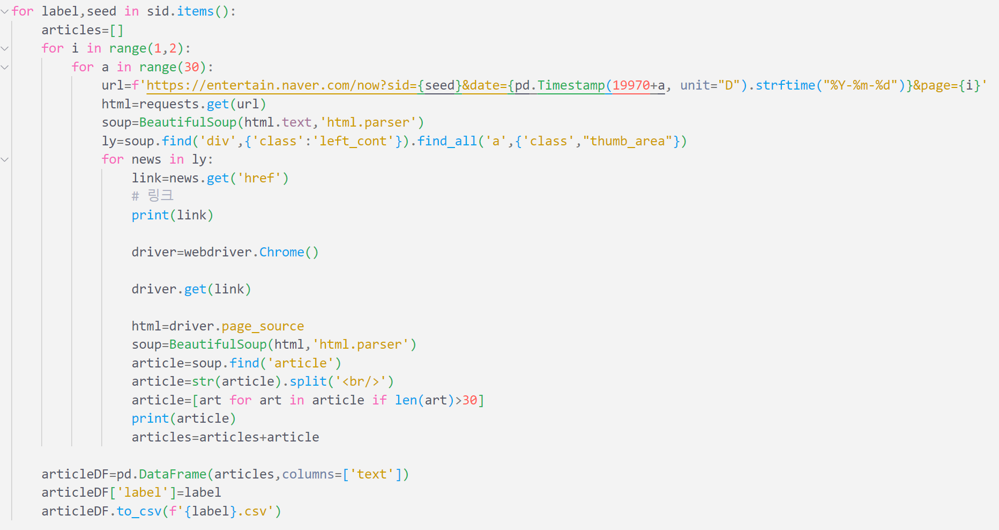 for label,seed in sid.items():
    articles=[]
    for i in range(1,2):
        for a in range(30):
            url=f'https://entertain.naver.com/now?sid={seed}&date={pd.Timestamp(19970+a, unit="D").strftime("%Y-%m-%d")}&page={i}'
            html=requests.get(url)
            soup=BeautifulSoup(html.text,'html.parser')
            ly=soup.find('div',{'class':'left_cont'}).find_all('a',{'class',"thumb_area"})
            for news in ly:
                link=news.get('href')
                # 링크
                print(link)
                driver=webdriver.Chrome()
                driver.get(link)
                html=driver.page_source
                soup=BeautifulSoup(html,'html.parser')
                article=soup.find('article')
                article=str(article).split('<br/>')
                article=[art for art in article if len(art)>30]
                print(article)
                articles=articles+article
    articleDF=pd.DataFrame(articles,columns=['text'])
    articleDF['label']=label
    articleDF.to_csv(f'{label}.csv')